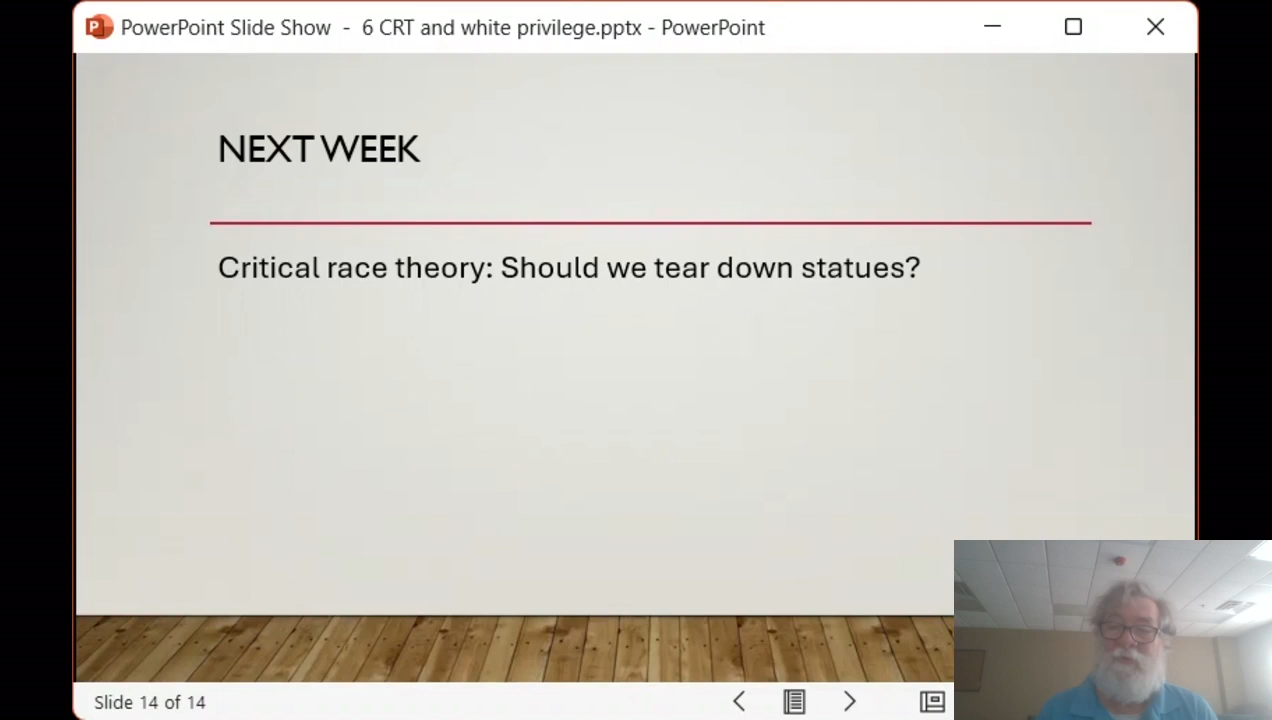 PowerPoint Slide Show - 6 CRT and white privilege.pptx - PowerPoint
NEXT WEEK
Critical race theory: Should we tear down statues?
Slide 14 of 14